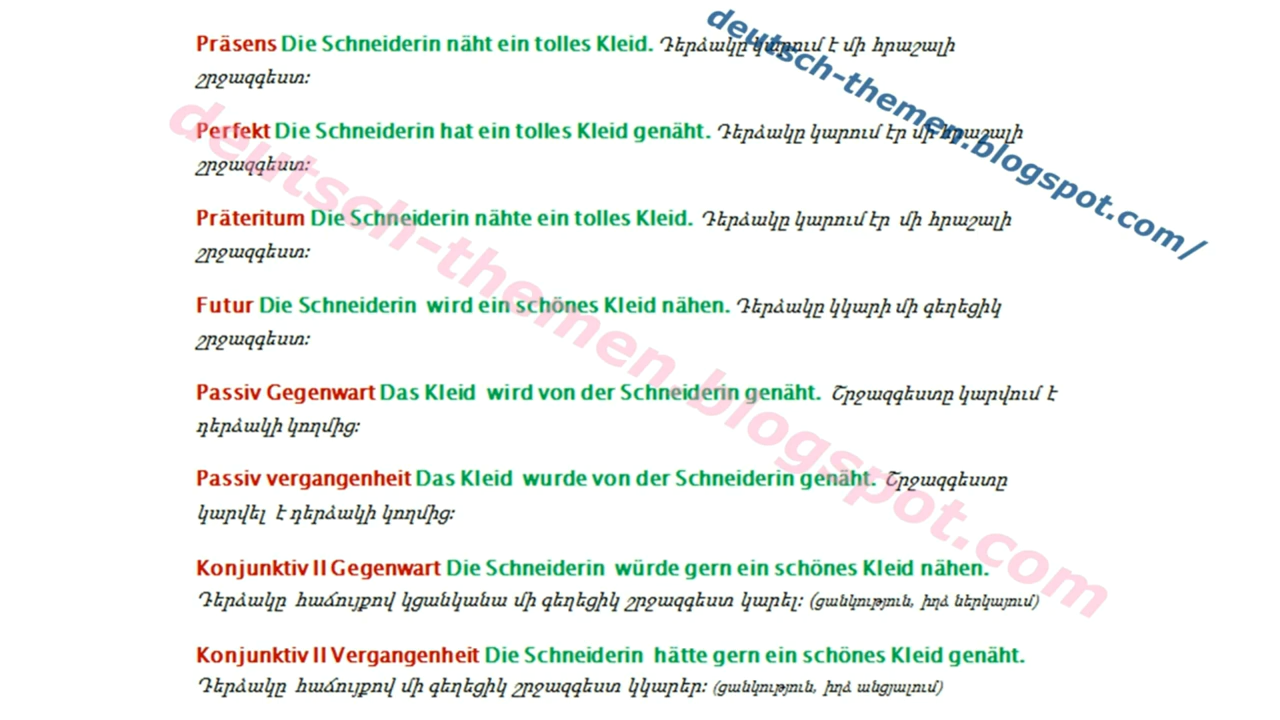 Präsens Die Schneiderin näht ein tolles Kleid. Դերձակը կարում է մի հրաշալի
շրջազգեստ:
Perfekt Die Schneiderin hat ein tolles Kleid genäht. Դերձակը կարում էր մի հրաշալի
շրջազգեստ:
Präteritum Die Schneiderin nähte ein tolles Kleid. Դերձակը կարում էր մի հրաշալի
շրջազգեստ:
Futur Die Schneiderin wird ein schönes Kleid nähen. Դերձակը կկարի մի գեղեցիկ
շրջազգեստ:
Passiv Gegenwart Das Kleid wird von der Schneiderin genäht. Շրջազգեստը կարվում է
դերձակի կողմից:
Passiv vergangenheit Das Kleid wurde von der Schneiderin genäht. Շրջազգեստը
կարվել է դերձակի կողմից:
Konjunktiv II Gegenwart Die Schneiderin würde gern ein schönes Kleid nähen.
Դերձակը հաճույքով կցանկանա մի գեղեցիկ շրջազգեստ կարել: (ցանկություն, իղձ ներկայում)
Konjunktiv II Vergangenheit Die Schneiderin hätte gern ein schönes Kleid genäht.
Դերձակը հաճույքով մի գեղեցիկ շրջազգեստ կկարեր: (ցանկություն, իղձ անցյալում)
deutsch-themen.blogspot.com/
deutsch-themen.blogspot.com